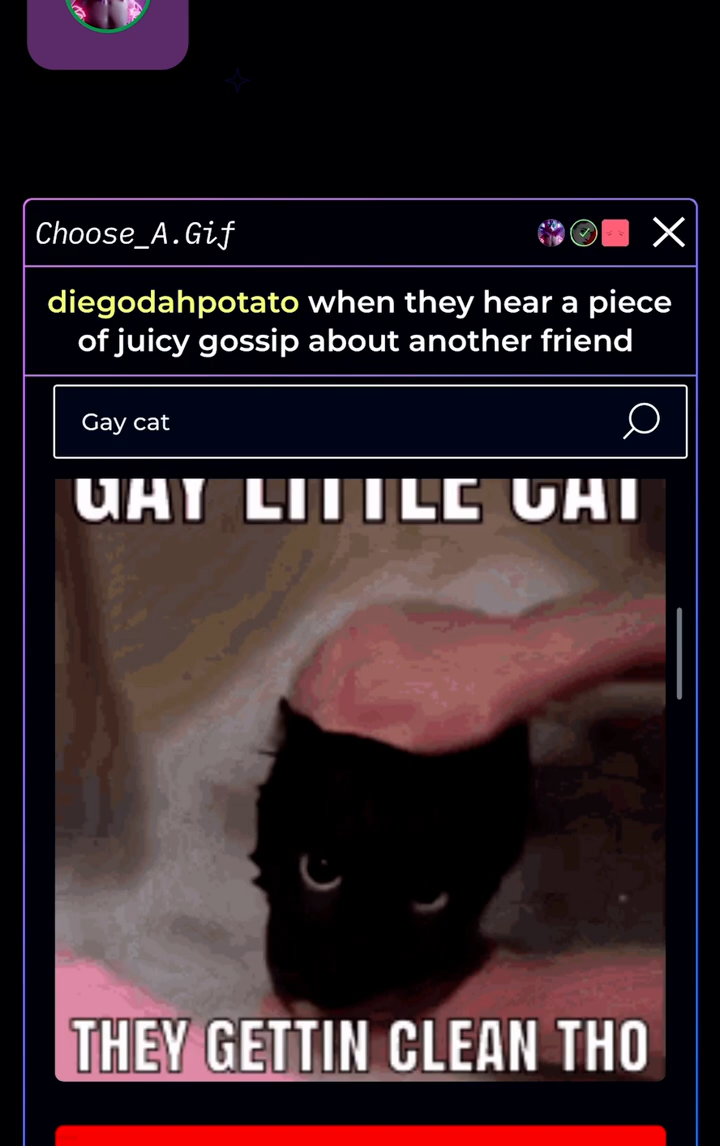 Choose_A.Gif
diegodahpotato when they hear a piece
of juicy gossip about another friend
Gay cat
GAY LITTLE CAT
THEY GETTIN CLEAN THO